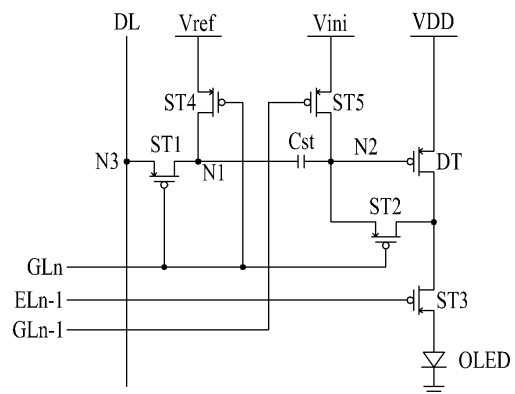 DL Vref Vini VDD
ST4 ST5
ST1 Cst
N3 N1 N2 DT
ST2
GLn
ELn-1 ST3
GLn-1
OLED